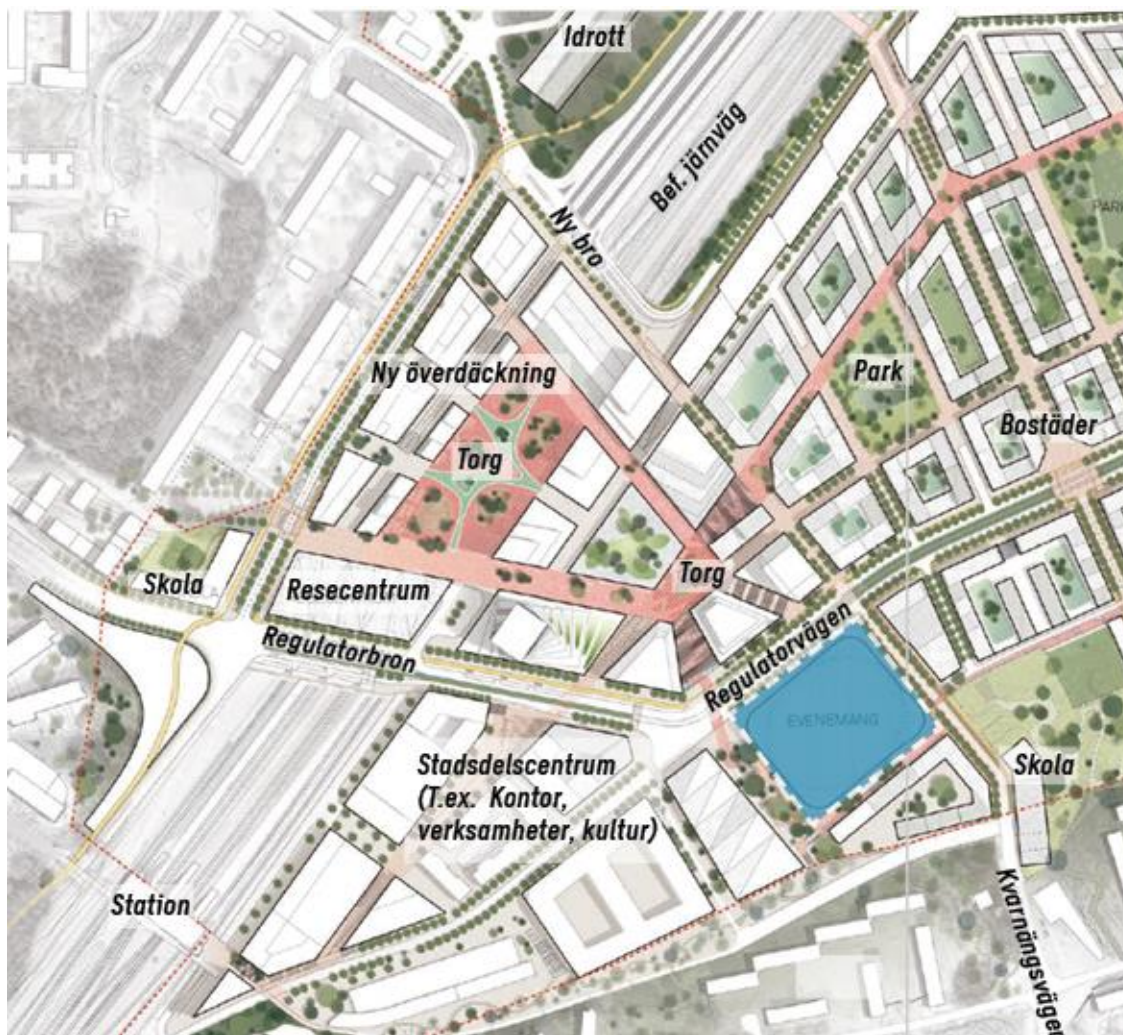 Idrott
Bef. järnväg
Ny bro
PARK
Ny överdäckning
Park
Bostäder
Torg
Skola
Resecentrum
Torg
Regulatorbron
Regulatorvägen
EVENEMANG
Stadsdelscentrum
(T.ex. Kontor,
verksamheter, kultur)
Skola
Station
Kvarnängsvägen